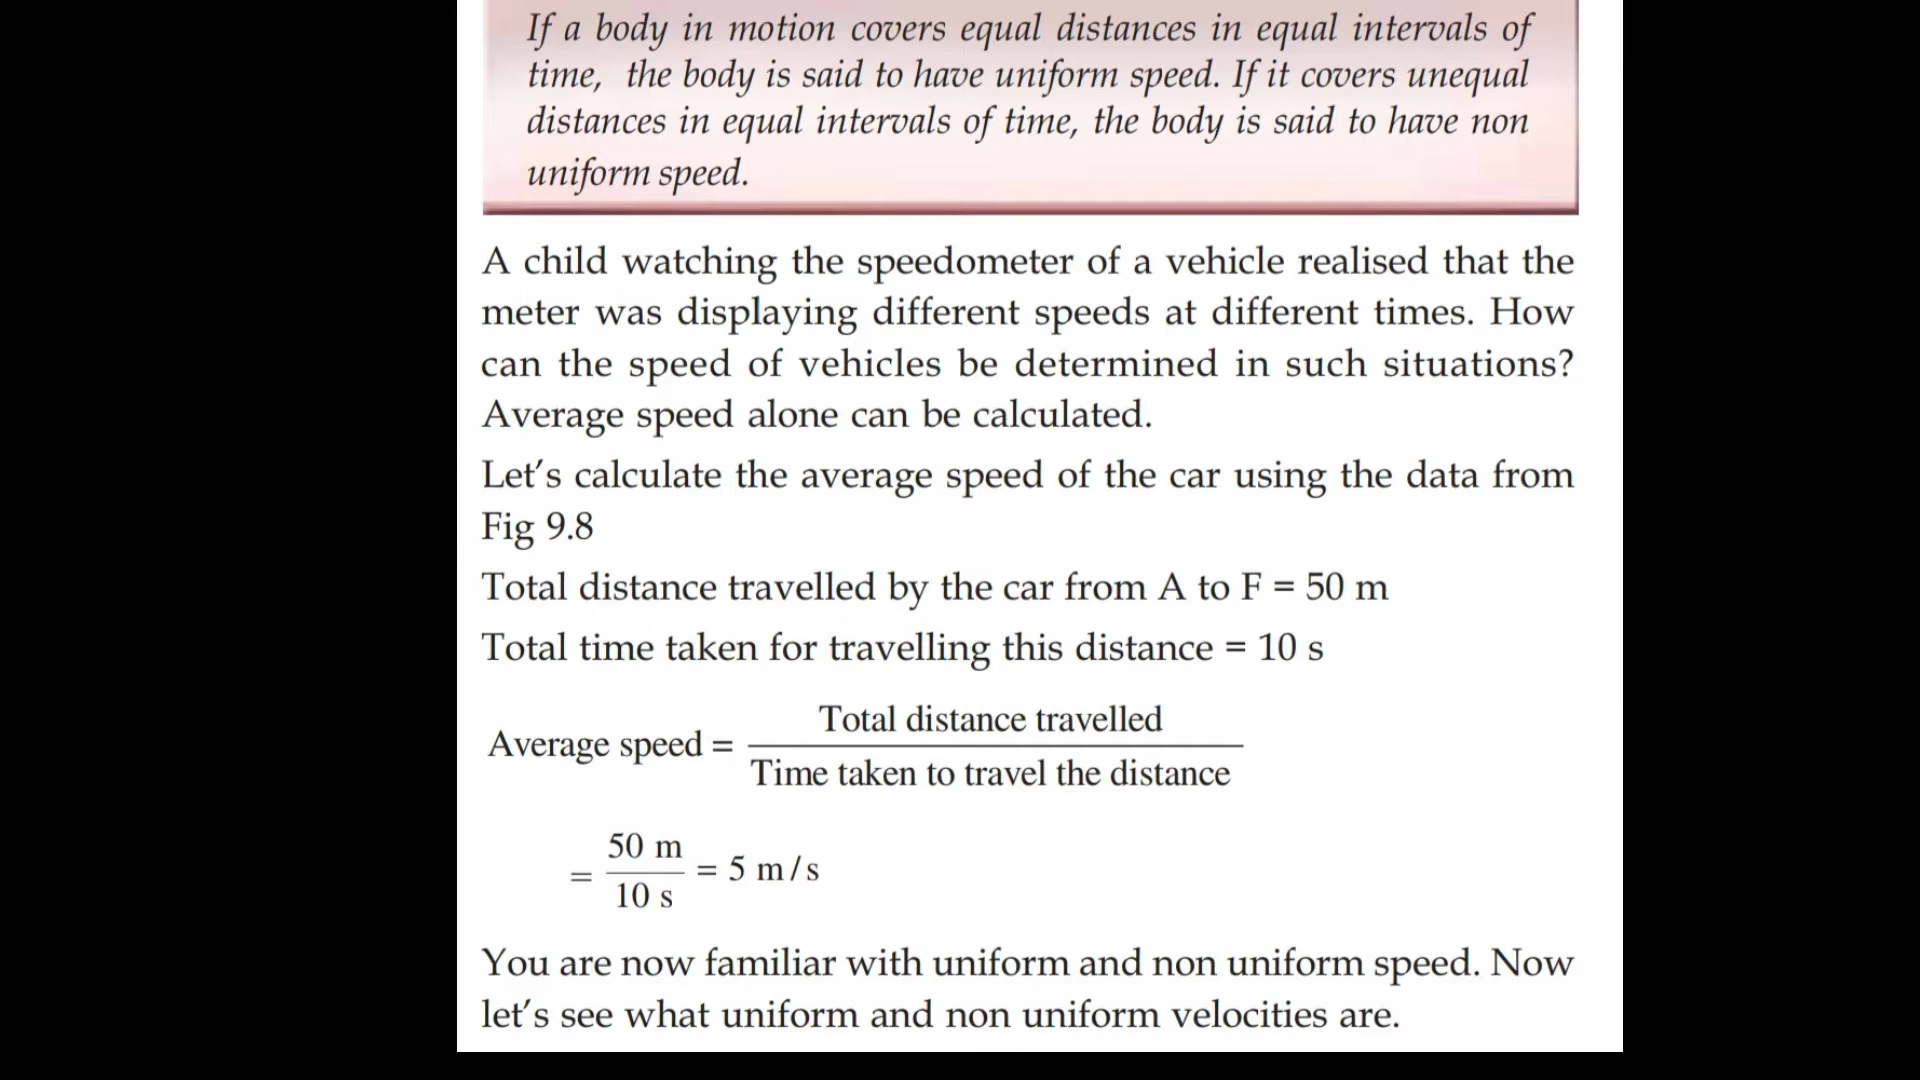 If a body in motion covers equal distances in equal intervals of
time, the body is said to have uniform speed. If it covers unequal
distances in equal intervals of time, the body is said to have non
uniform speed.
A child watching the speedometer of a vehicle realised that the
meter was displaying different speeds at different times. How
can the speed of vehicles be determined in such situations?
Average speed alone can be calculated.
Let's calculate the average speed of the car using the data from
Fig 9.8
Total distance travelled by the car from A to F = 50 m
Total time taken for travelling this distance = 10 s
Average speed = Total distance travelled
Time taken to travel the distance
= 50 m
10 s = 5 m/s
You are now familiar with uniform and non uniform speed. Now
let's see what uniform and non uniform velocities are.